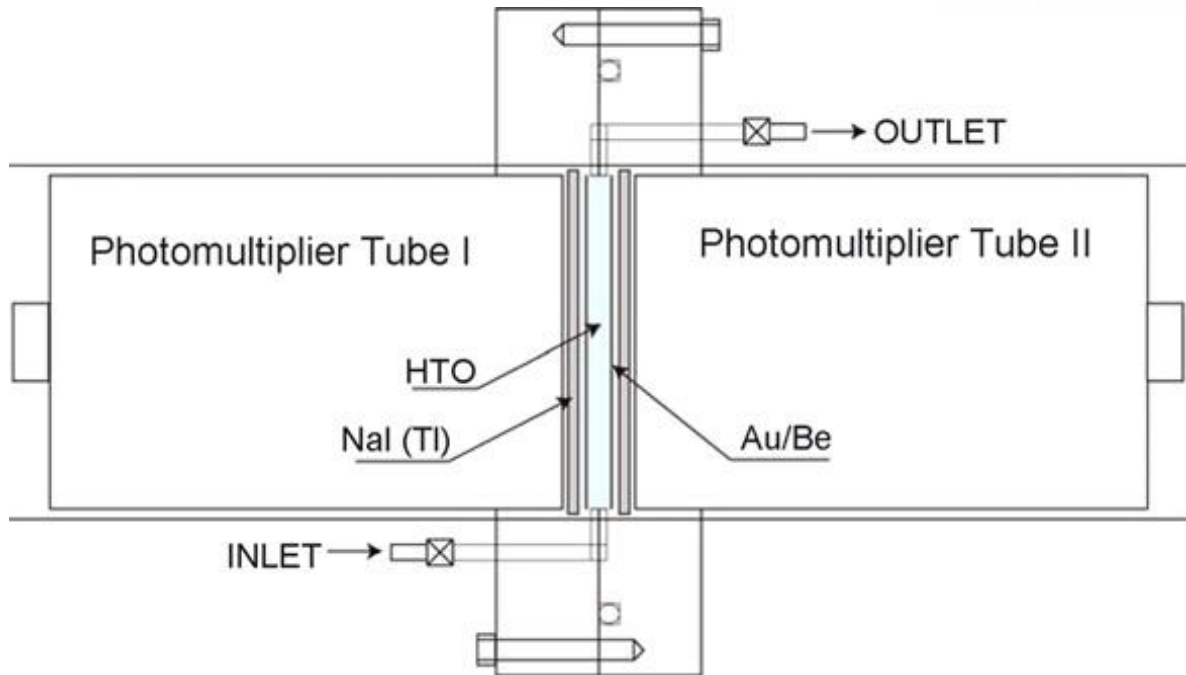 OUTLET
Photomultiplier Tube I
Photomultiplier Tube II
HTO
NaI (Tl)
Au/Be
INLET